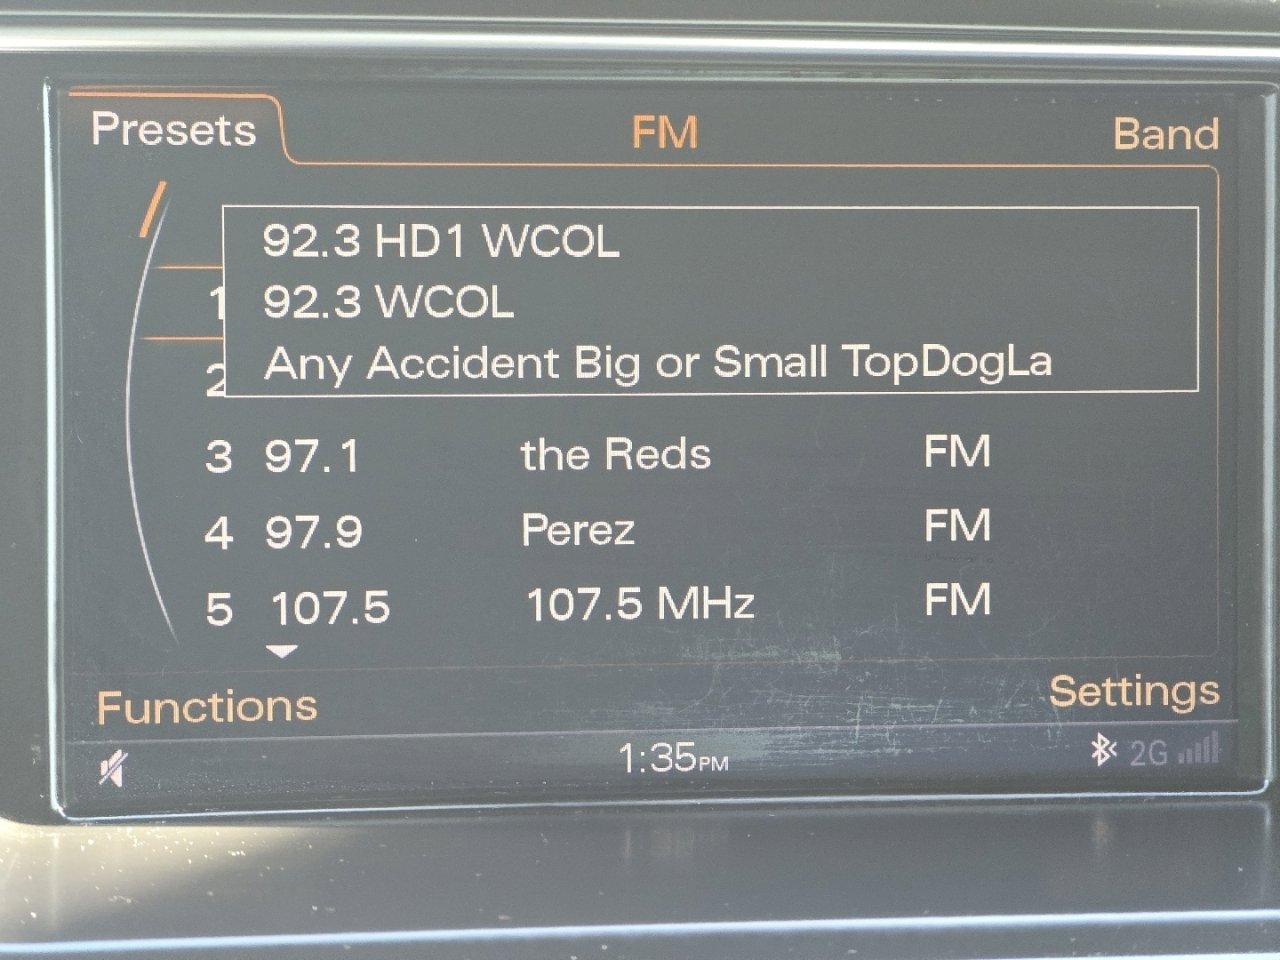 Presets FM Band
92.3 HD1 WCOL
1 92.3 WCOL
2 Any Accident Big or Small TopDogLa
3 97.1 the Reds FM
4 97.9 Perez FM
5 107.5 107.5 MHz FM
Functions Settings
1:35PM 2G